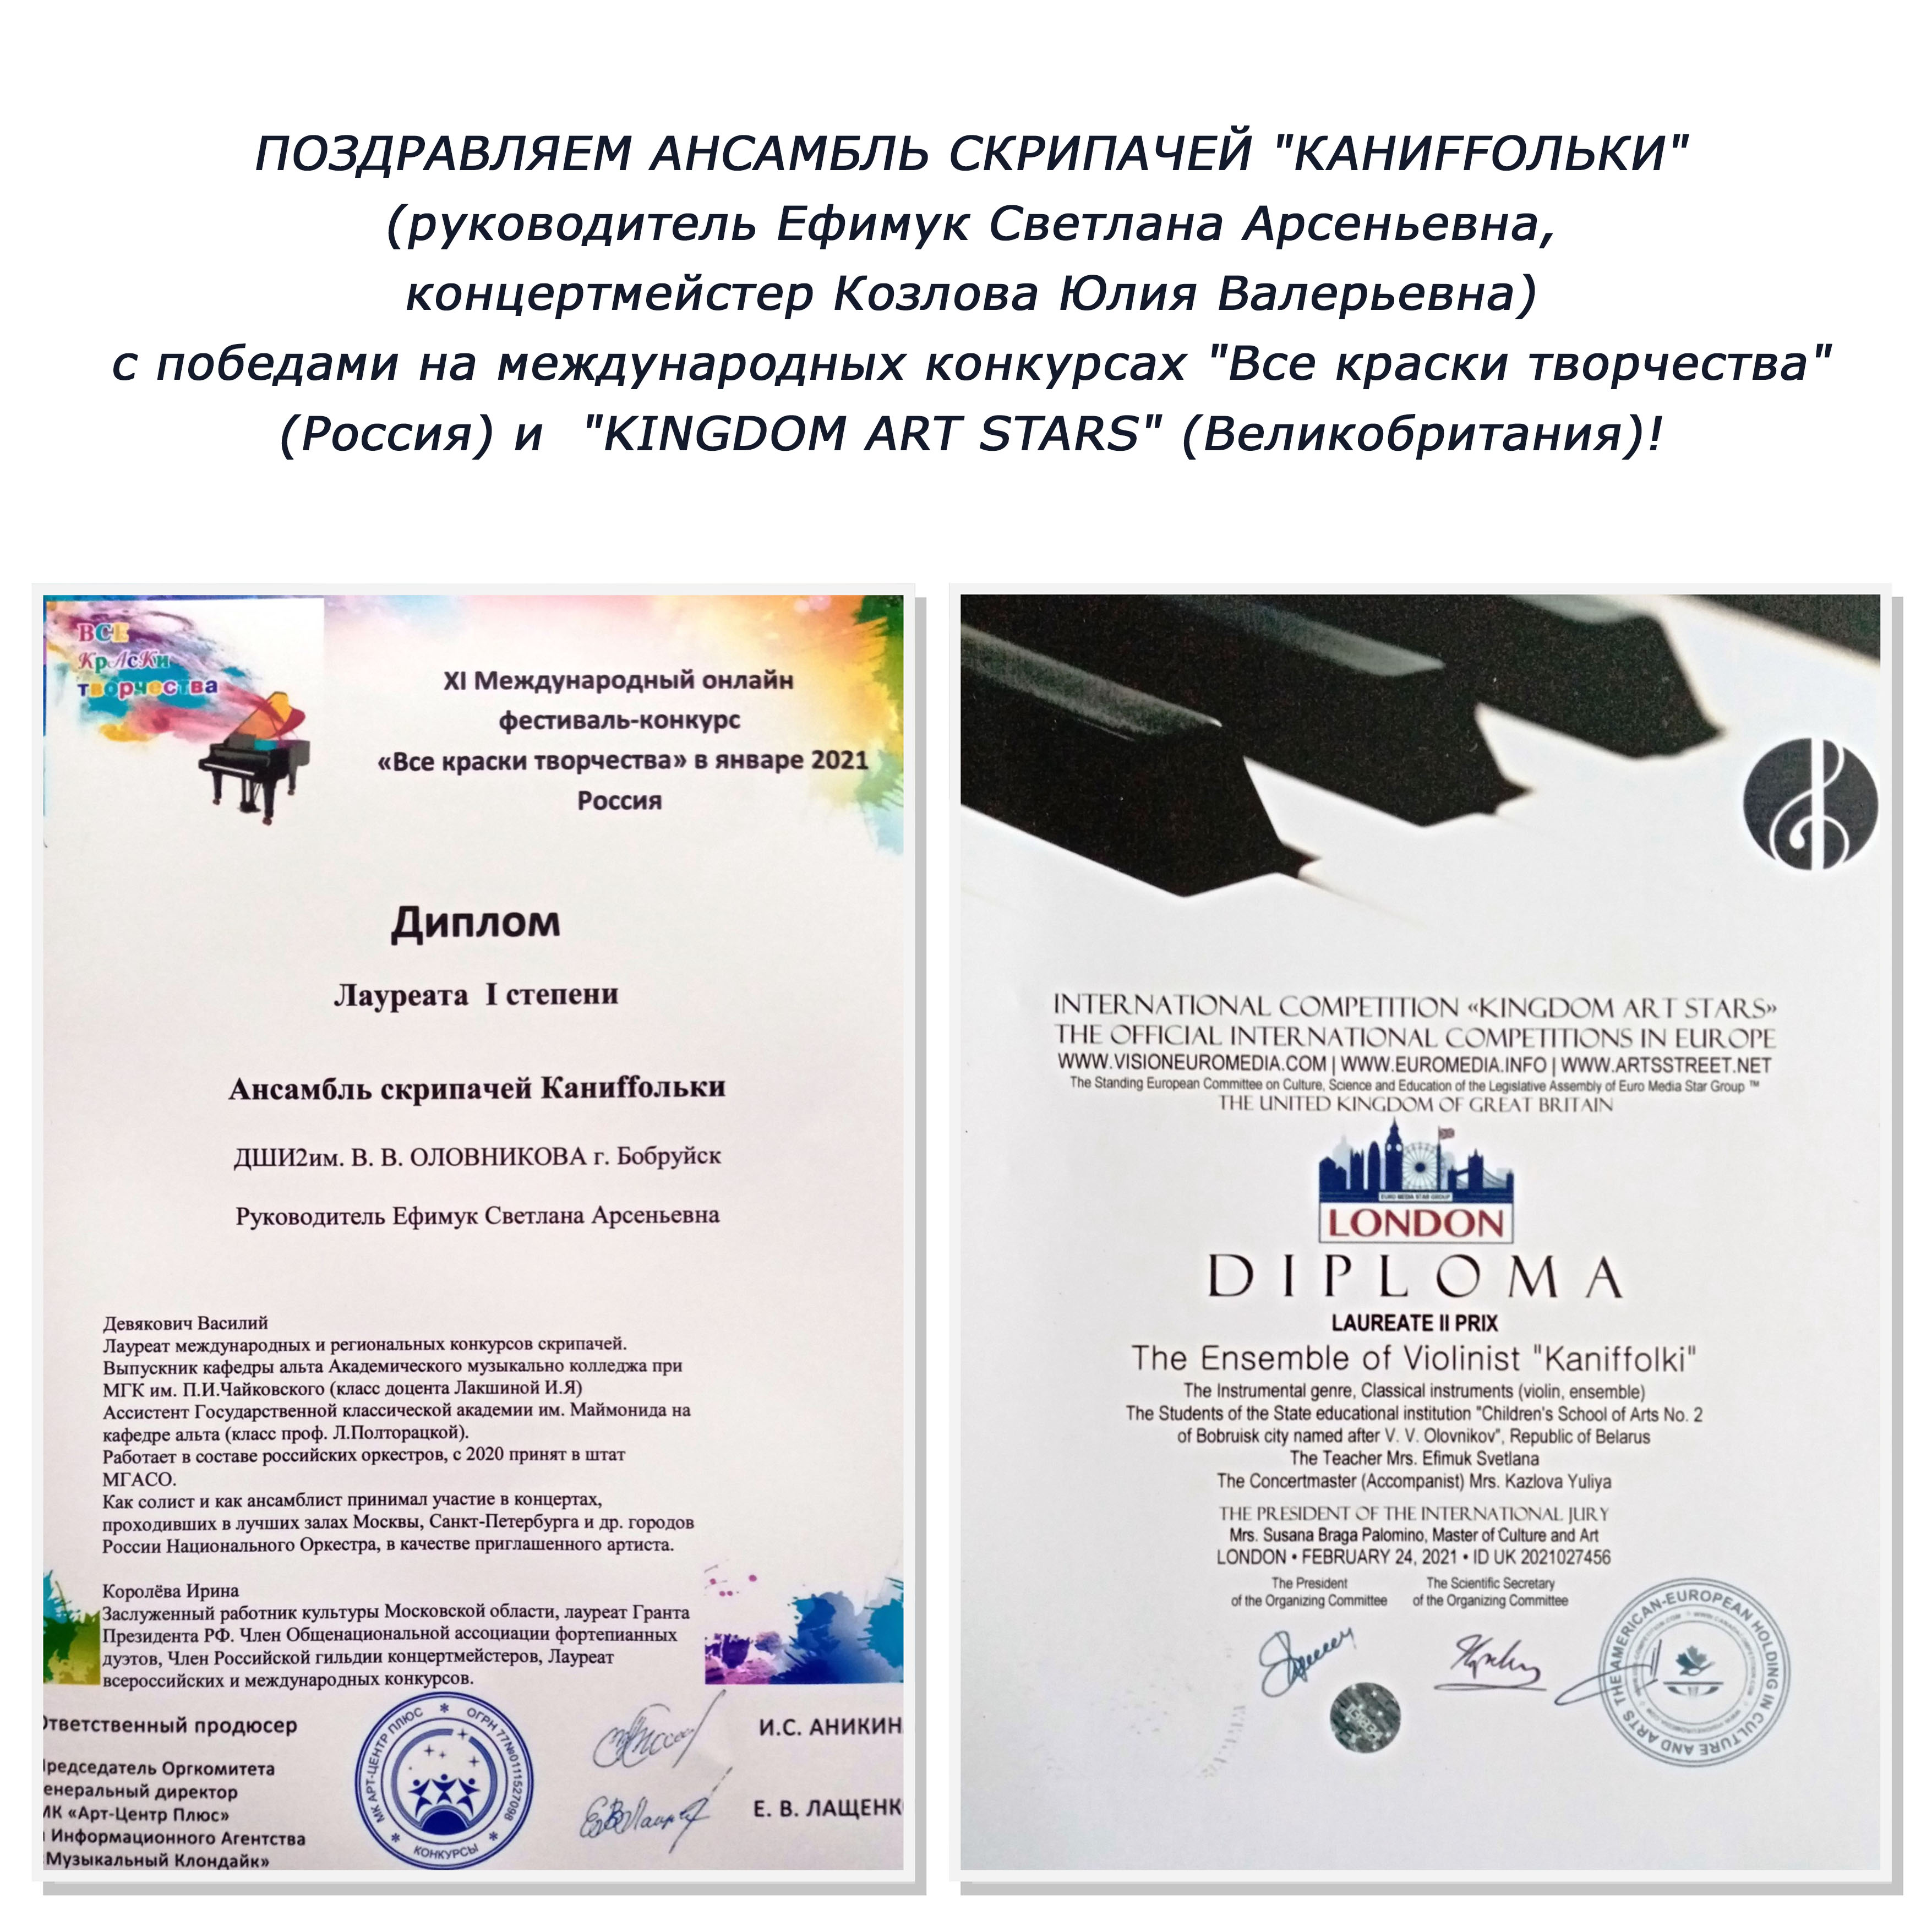 ПОЗДРАВЛЯЕМ АНСАМБЛЬ СКРИПАЧЕЙ "КАНИFFОЛЬКИ"
(руководитель Ефимук Светлана Арсеньевна,
концертмейстер Козлова Юлия Валерьевна)
с победами на международных конкурсах "Все краски творчества"
(Россия) и "KINGDOM ART STARS" (Великобритания)!
ВСЕ
КрАсКи
творчества
XI Международный онлайн
фестиваль-конкурс
«Все краски творчества» в январе 2021
Россия
Диплом
Лауреата I степени
Ансамбль скрипачей Каниffольки
ДШИ2им. В. В. ОЛОВНИКОВА г. Бобруйск
Руководитель Ефимук Светлана Арсеньевна
Девякович Василий
Лауреат международных и региональных конкурсов скрипачей.
Выпускник кафедры альта Академического музыкально колледжа при
МГК им. П.И.Чайковского (класс доцента Лакшиной И.Я)
Ассистент Государственной классической академии им. Маймонида на
кафедре альта (класс проф. Л.Полторацкой).
Работает в составе российских оркестров, с 2020 принят в штат
МГАСО.
Как солист и как ансамблист принимал участие в концертах,
проходивших в лучших залах Москвы, Санкт-Петербурга и др. городов
России Национального Оркестра, в качестве приглашенного артиста.
Королёва Ирина
Заслуженный работник культуры Московской области, лауреат Гранта
Президента РФ. Член Общенациональной ассоциации фортепианных
дуэтов, Член Российской гильдии концертмейстеров, Лауреат
всероссийских и международных конкурсов.
Ответственный продюсер
И.С. АНИКИН
редседатель Оргкомитета
енеральный директор
МК «Арт-Центр Плюс»
Информационного Агентства
Музыкальный Клондайк»
Е. В. ЛАЩЕНК
МК АРТ-ЦЕНТР ПЛЮС * ОГРН 77№011527098 * КОНКУРСЫ *
INTERNATIONAL COMPETITION «KINGDOM ART STARS»
THE OFFICIAL INTERNATIONAL COMPETITIONS IN EUROPE
WWW.VISIONEUROMEDIA.COM | WWW.EUROMEDIA.INFO | WWW.ARTSSTREET.NET
The Standing European Committee on Culture, Science and Education of the Legislative Assembly of Euro Media Star Group ™
THE UNITED KINGDOM OF GREAT BRITAIN
EURO MEDIA STAR GROUP
LONDON
DIPLOMA
LAUREATE II PRIX
The Ensemble of Violinist "Kaniffolki"
The Instrumental genre, Classical instruments (violin, ensemble)
The Students of the State educational institution "Children's School of Arts No. 2
of Bobruisk city named after V. V. Olovnikov", Republic of Belarus
The Teacher Mrs. Efimuk Svetlana
The Concertmaster (Accompanist) Mrs. Kazlova Yuliya
THE PRESIDENT OF THE INTERNATIONAL JURY
Mrs. Susana Braga Palomino, Master of Culture and Art
LONDON • FEBRUARY 24, 2021 • ID UK 2021027456
The President
of the Organizing Committee
The Scientific Secretary
of the Organizing Committee
THE AMERICAN-EUROPEAN HOLDING IN CULTURE AND ARTS